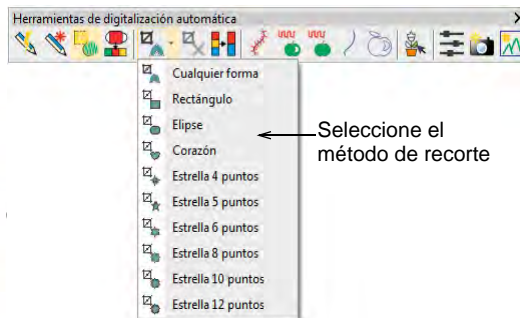 Herramientas de digitalización automática
Cualquier forma
Rectángulo
Elipse
Corazón
Estrella 4 puntos
Estrella 5 puntos
Estrella 6 puntos
Estrella 8 puntos
Estrella 10 puntos
Estrella 12 puntos
Seleccione el
método de recorte